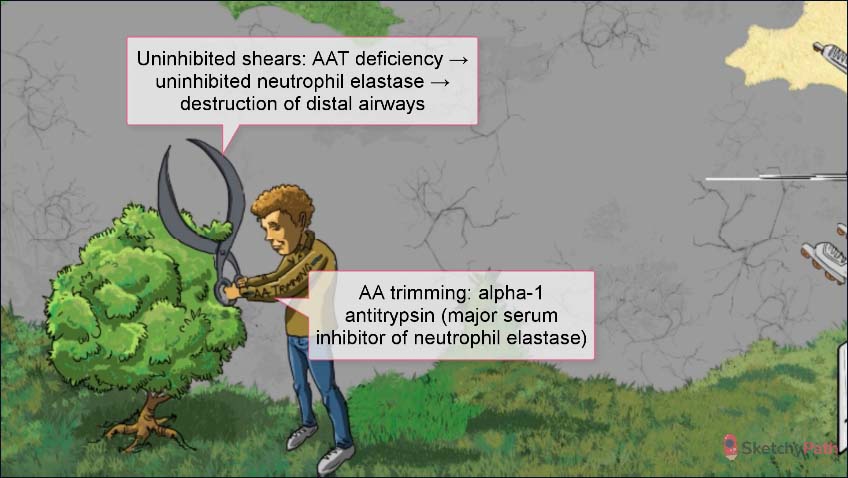 Uninhibited shears: AAT deficiency →
uninhibited neutrophil elastase →
destruction of distal airways
AA TRIMMING
AA trimming: alpha-1
antitrypsin (major serum
inhibitor of neutrophil elastase)
SketchyPath